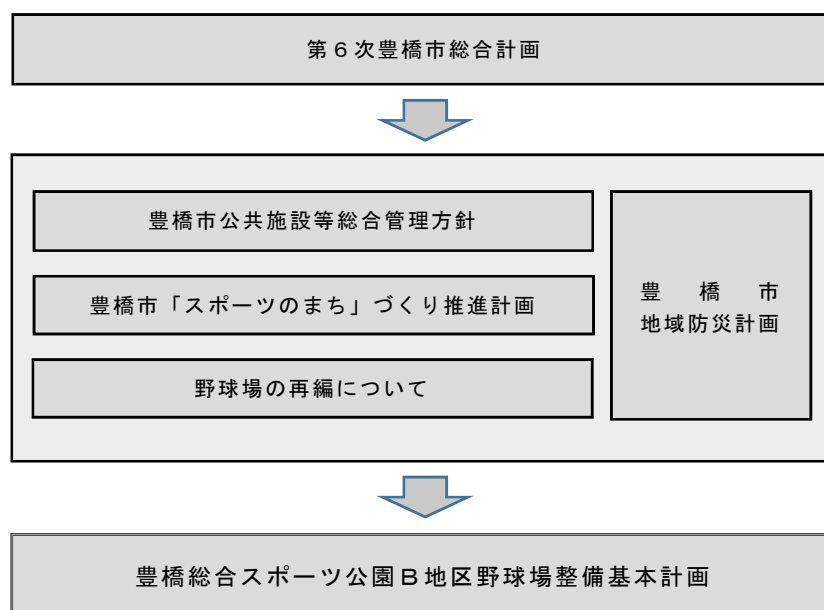 第６次豊橋市総合計画
豊橋市公共施設等総合管理方針
豊橋市「スポーツのまち」づくり推進計画
野球場の再編について
豊橋市
地域防災計画
豊橋総合スポーツ公園Ｂ地区野球場整備基本計画